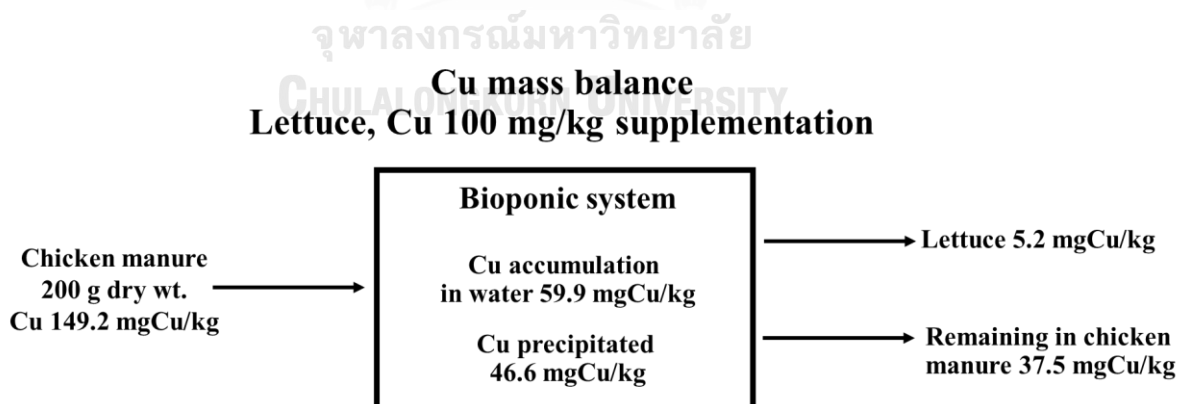 จุฬาลงกรณ์มหาวิทยาลัย
CHULALONGKORN UNIVERSITY
Cu mass balance
Lettuce, Cu 100 mg/kg supplementation
Chicken manure
200 g dry wt.
Cu 149.2 mgCu/kg
Bioponic system
Cu accumulation
in water 59.9 mgCu/kg
Cu precipitated
46.6 mgCu/kg
Lettuce 5.2 mgCu/kg
Remaining in chicken
manure 37.5 mgCu/kg